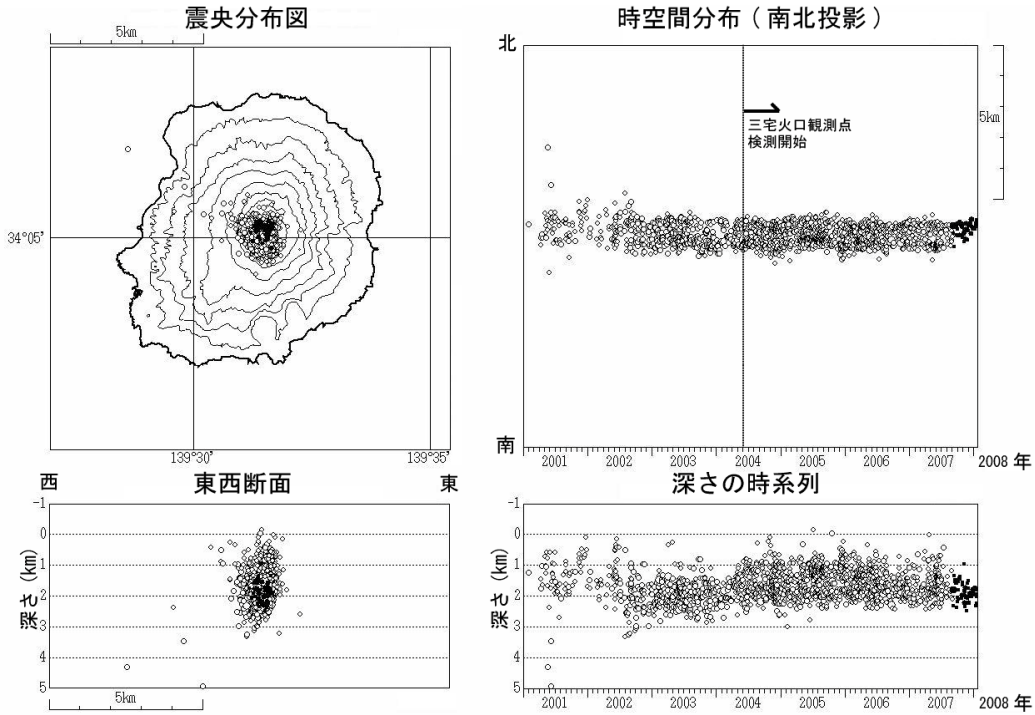 震央分布図
5km
34°05'
139°30'
139°35'
時空間分布 ( 南北投影 )
北
三宅火口観測点
検測開始
5km
南
2001 2002 2003 2004 2005 2006 2007 2008 年
東西断面
西
東
深さ (km)
-1
0
1
2
3
4
5
5km
深さの時系列
深さ (km)
-1
0
1
2
3
4
5
2001 2002 2003 2004 2005 2006 2007 2008 年